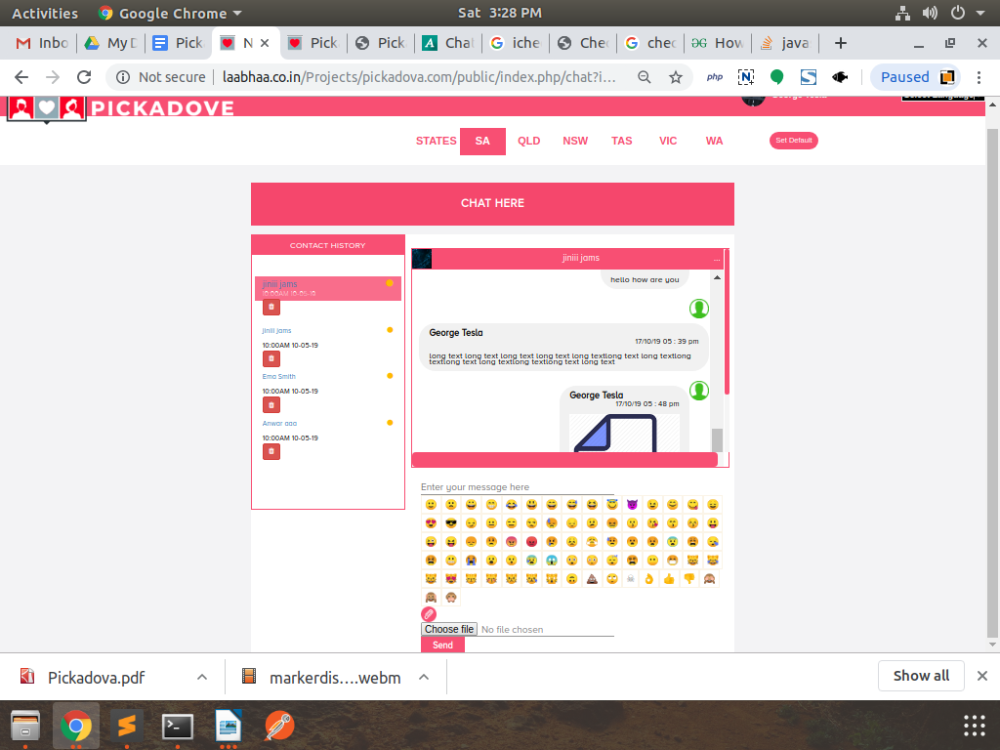 Activities Google Chrome Sat 3:28 PM
Inbo My D Pick N Pick Pick Chat iche Chec chec How java
Not secure laabhaa.co.in/Projects/pickadova.com/public/index.php/chat?i... php Paused
PICKADOVE George Tesla Select Language
STATES SA QLD NSW TAS VIC WA Set Default
CHAT HERE
CONTACT HISTORY
jiniii jams
10:00AM 10-05-19
jinii jams
10:00AM 10-05-19
Emo Smith
10:00AM 10-05-19
Anwar aaa
10:00AM 10-05-19
jiniii jams ...
hello how are you
George Tesla
17/10/19 05 : 39 pm
long text long text long text long text long textlong text long textlong
textlong text long textlong textlong text long text
George Tesla
17/10/19 05 : 48 pm
Enter your message here
Choose file No file chosen
Send
Pickadova.pdf markerdis....webm Show all